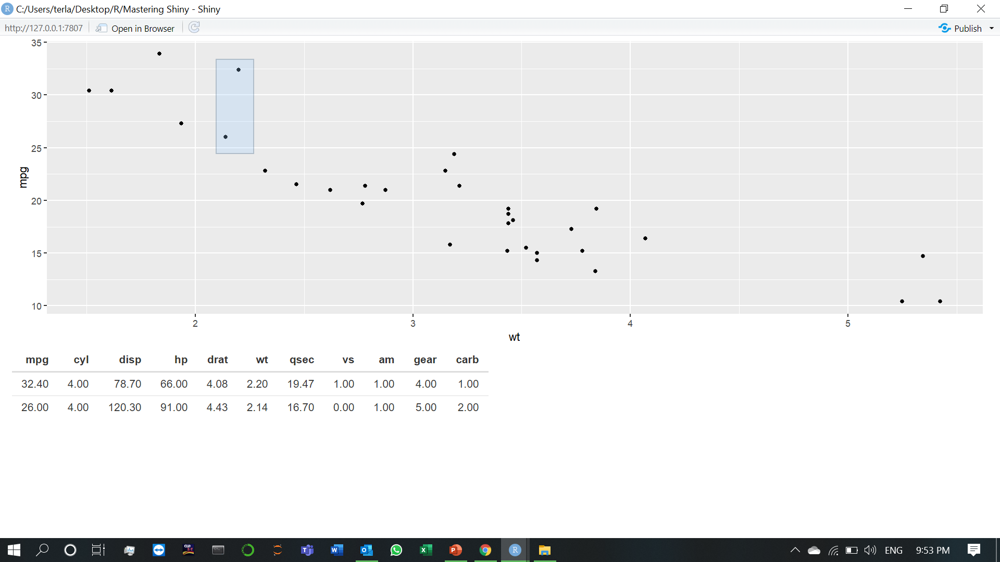 R C:/Users/terla/Desktop/R/Mastering Shiny - Shiny
http://127.0.0.1:7807 Open in Browser Publish
35
30
25
20
15
10
mpg
2 3 4 5
wt
mpg cyl disp hp drat wt qsec vs am gear carb
32.40 4.00 78.70 66.00 4.08 2.20 19.47 1.00 1.00 4.00 1.00
26.00 4.00 120.30 91.00 4.43 2.14 16.70 0.00 1.00 5.00 2.00
CLD E-T T W O X P R ENG 9:53 PM